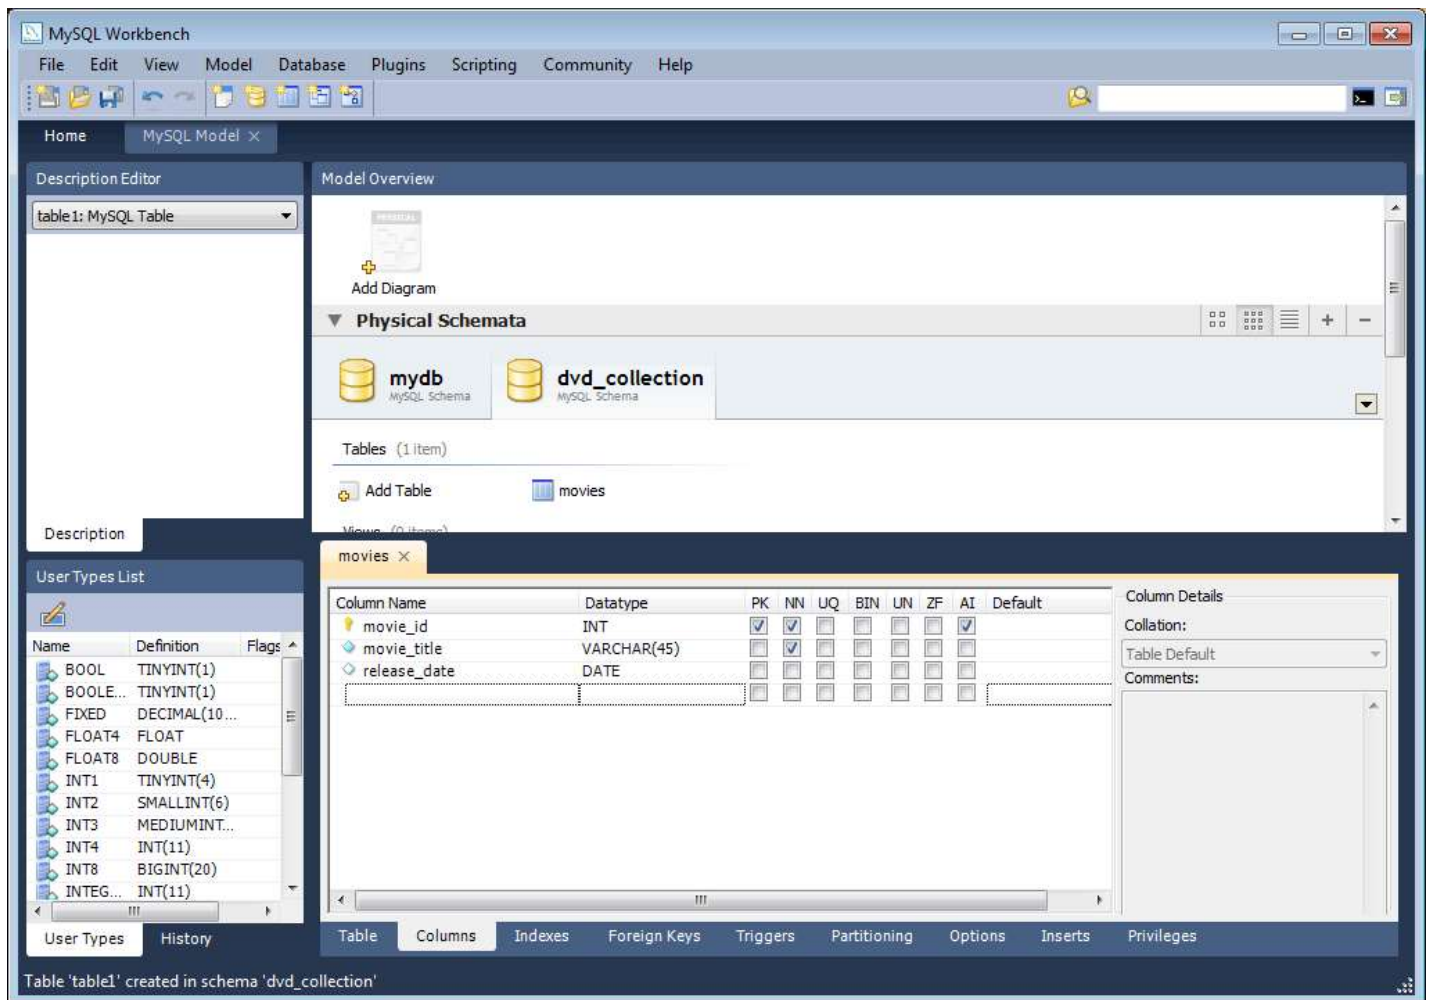 MySQL Workbench
File Edit View Model Database Plugins Scripting Community Help
Home MySQL Model
Description Editor
table1: MySQL Table
Description
Model Overview
PHYSICAL
Add Diagram
Physical Schemata
mydb
MySQL Schema
dvd_collection
MySQL Schema
Tables (1 item)
Add Table movies
Views (0 items)
User Types List
Name Definition Flags
BOOL TINYINT(1)
BOOLE... TINYINT(1)
FIXED DECIMAL(10...
FLOAT4 FLOAT
FLOAT8 DOUBLE
INT1 TINYINT(4)
INT2 SMALLINT(6)
INT3 MEDIUMINT...
INT4 INT(11)
INT8 BIGINT(20)
INTEG... INT(11)
User Types History
movies
Column Name Datatype PK NN UQ BIN UN ZF AI Default
movie_id INT
movie_title VARCHAR(45)
release_date DATE
Column Details
Collation:
Table Default
Comments:
Table Columns Indexes Foreign Keys Triggers Partitioning Options Inserts Privileges
Table 'table1' created in schema 'dvd_collection'